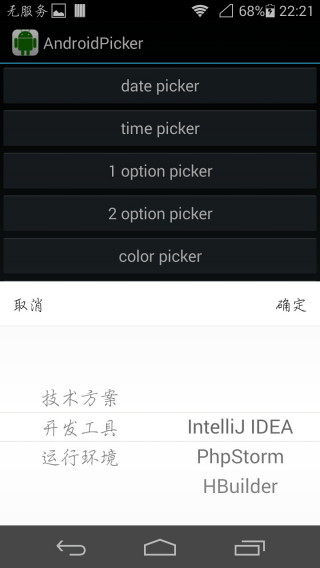 无服务 68% 22:21
AndroidPicker
date picker
time picker
1 option picker
2 option picker
color picker
取消 确定
技术方案
开发工具 IntelliJ IDEA
运行环境 PhpStorm
HBuilder